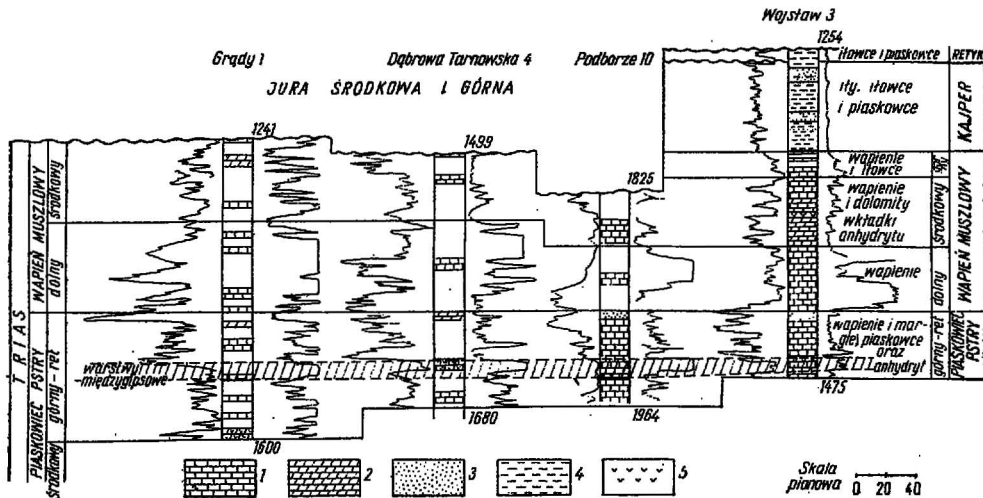 Wojsław 3
Grądy 1
Dąbrowa Tarnowska 4
Podborze 10
JURA ŚRODKOWA I GÓRNA
1241
1499
1825
1254
iłowce i piaskowce
RETYK
iły, iłowce
i piaskowce
KAJPER
wapienie
i iłowce
wapienie
i dolomity
wkładki
anhydrytu
środkowy
wapienie
dolny
WAPIEŃ MUSZLOWY
wapienie i mar-
gle, piaskowce
oraz
anhydryt
górny-ret
PIASKOWIEC
PSTRY
TRIAS
WAPIEŃ MUSZLOWY
środkowy
dolny
PIASKOWIEC PSTRY
górny-ret
środkowy
warstwy
międzygipsowe
1600
1680
1964
1475
1
2
3
4
5
Skala
pionowa
0 20 40